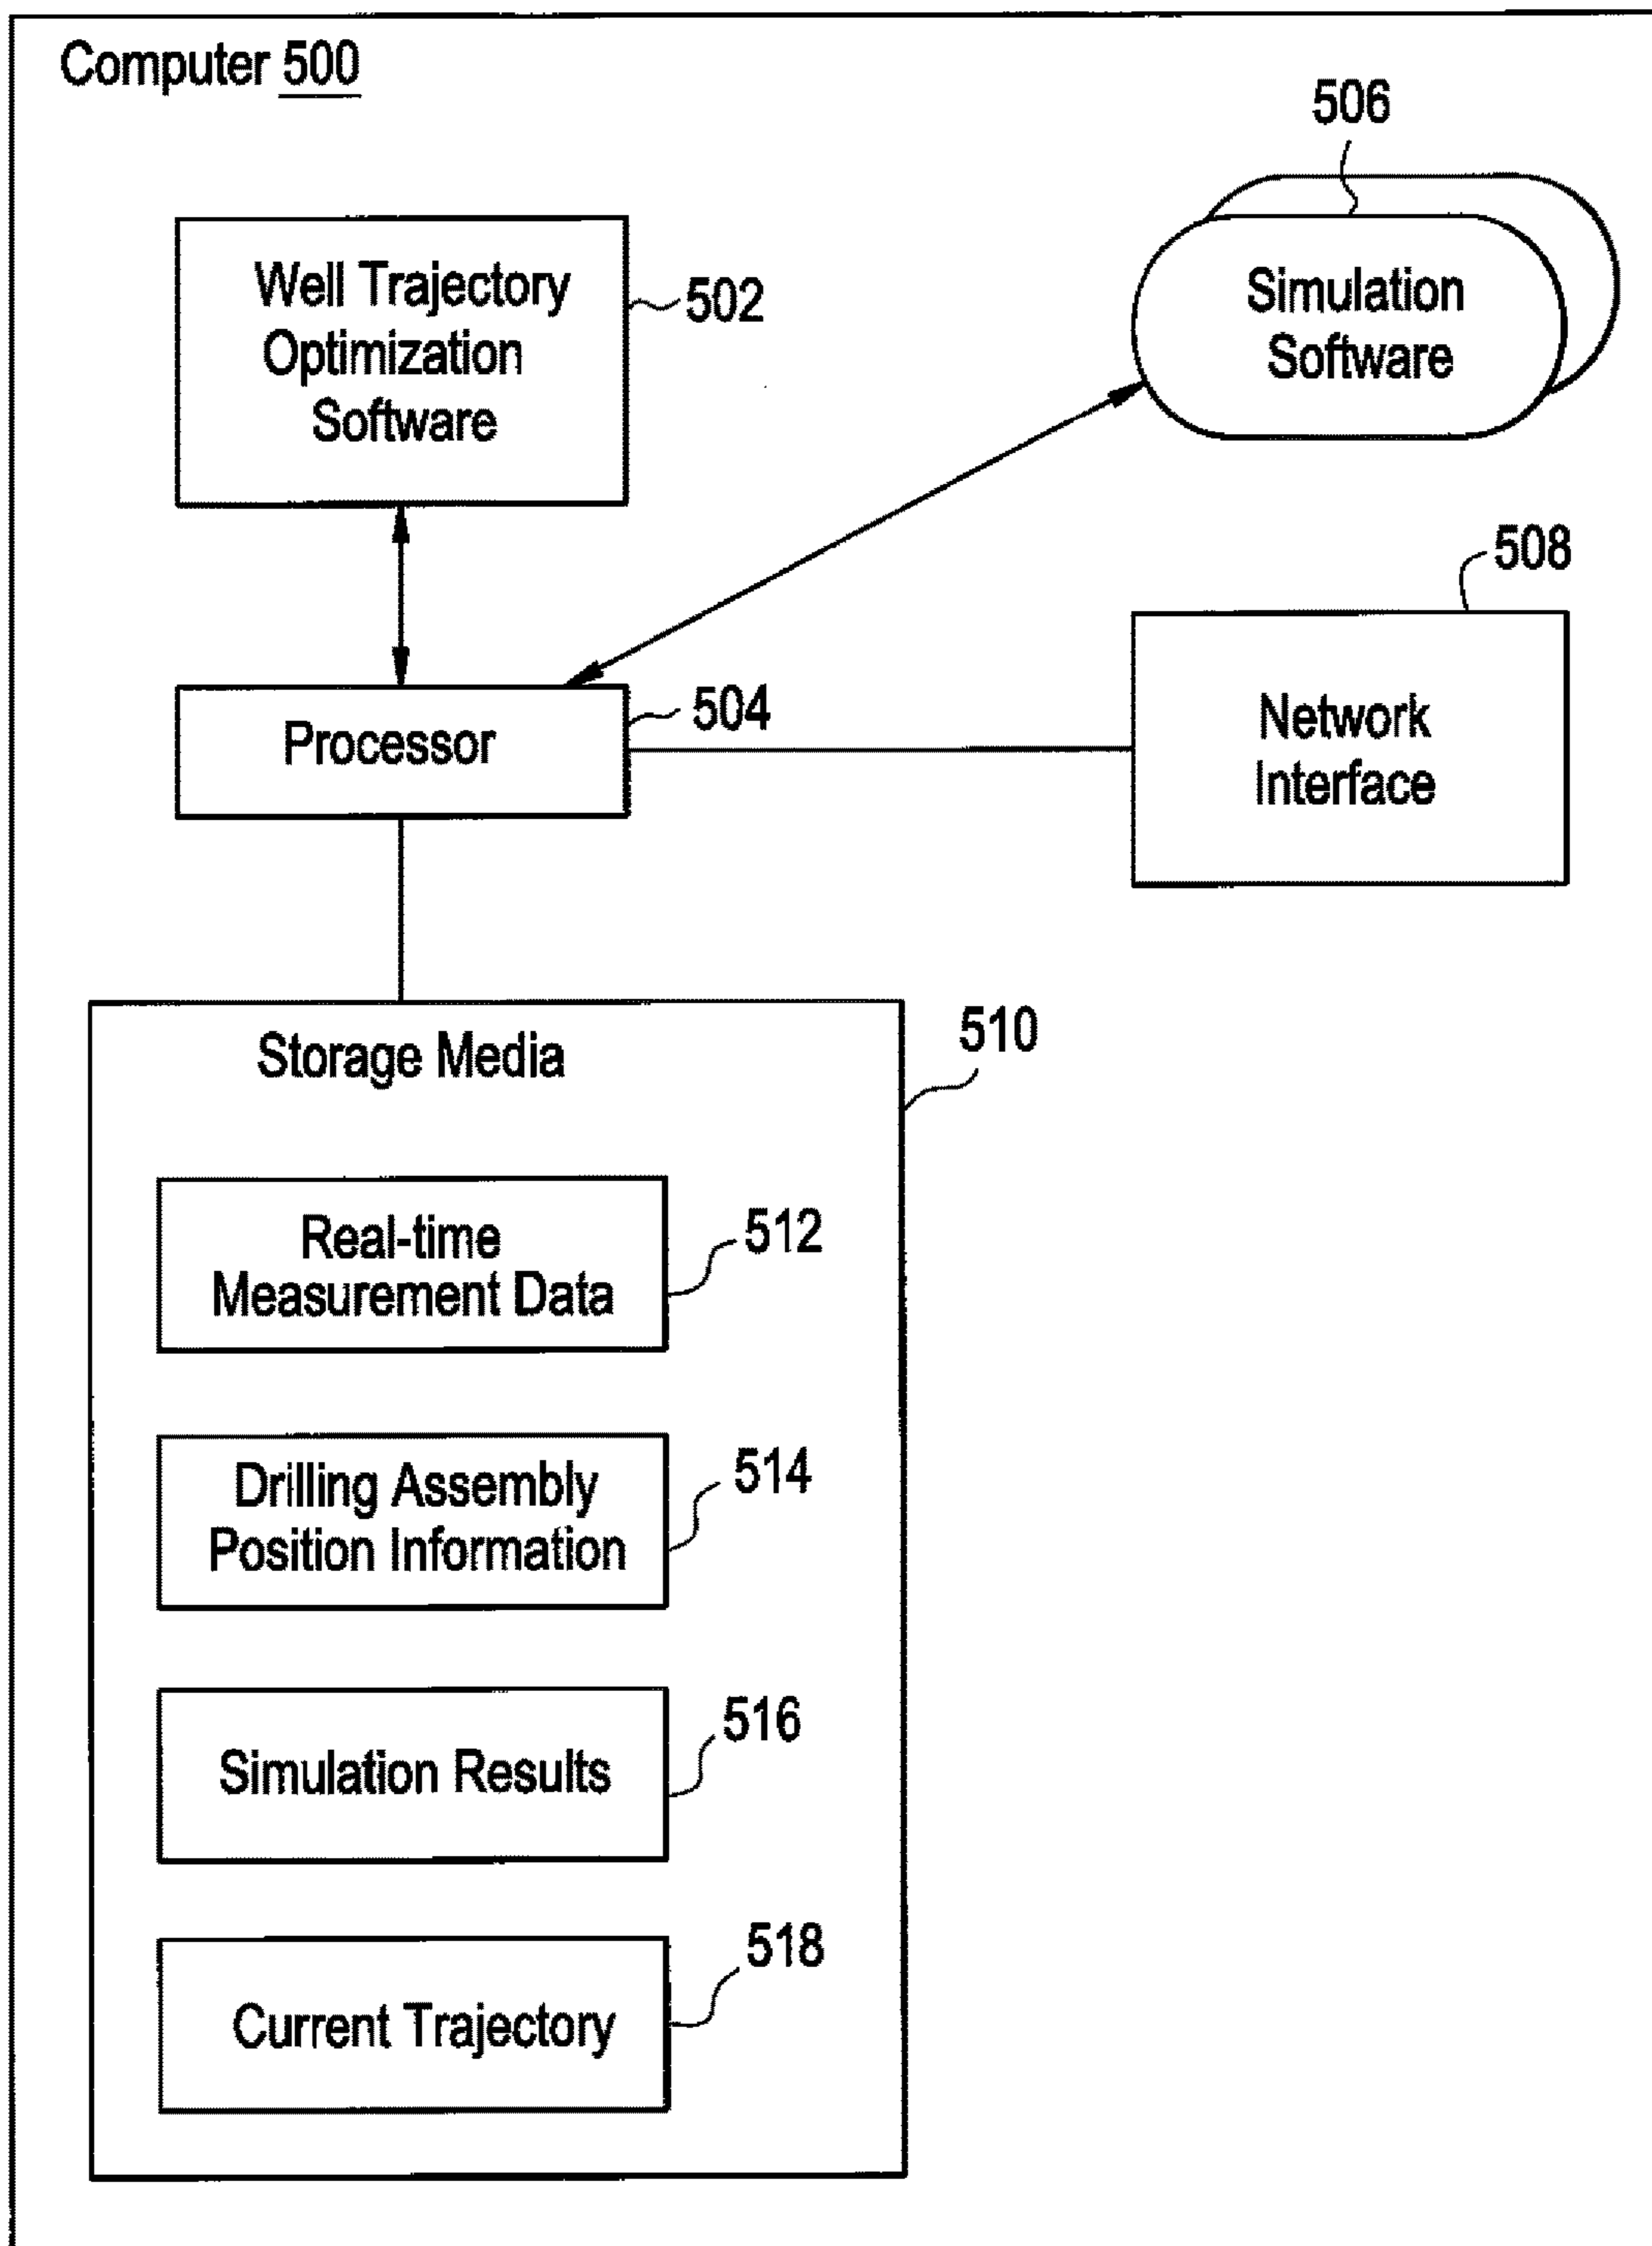 Computer 500
506
Well Trajectory
Optimization
Software
502
Simulation
Software
508
Processor
504
Network
Interface
Storage Media
510
Real-time
Measurement Data
512
Drilling Assembly
Position Information
514
Simulation Results
516
Current Trajectory
518